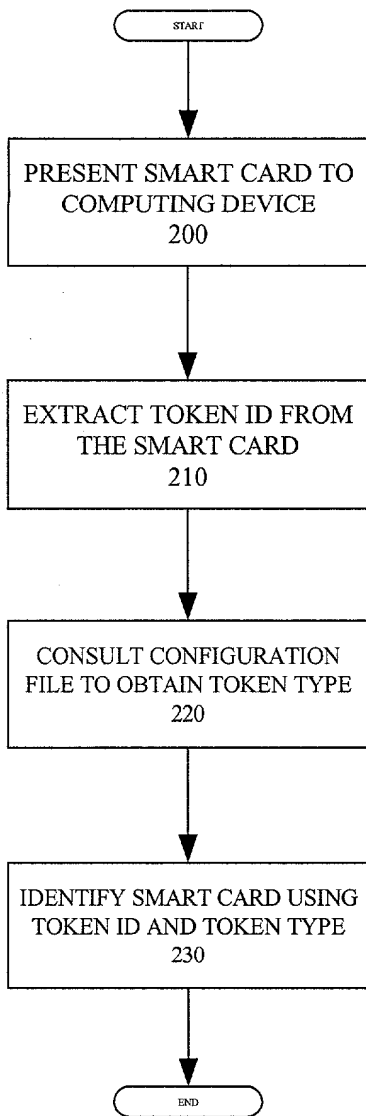 START
PRESENT SMART CARD TO
COMPUTING DEVICE
200
EXTRACT TOKEN ID FROM
THE SMART CARD
210
CONSULT CONFIGURATION
FILE TO OBTAIN TOKEN TYPE
220
IDENTIFY SMART CARD USING
TOKEN ID AND TOKEN TYPE
230
END